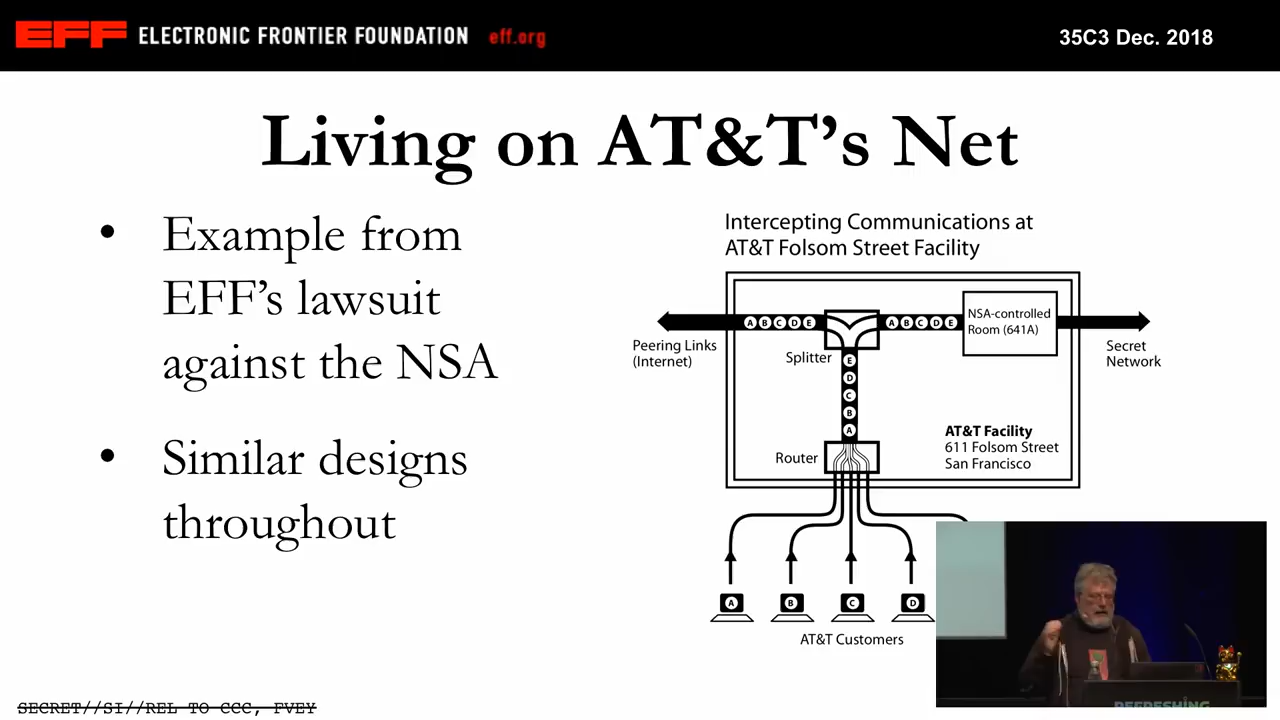 EFF ELECTRONIC FRONTIER FOUNDATION eff.org
35C3 Dec. 2018
Living on AT&T’s Net
• Example from
EFF’s lawsuit
against the NSA
• Similar designs
throughout
Intercepting Communications at
AT&T Folsom Street Facility
A B C D E
A B C D E
NSA-controlled
Room (641A)
Peering Links
(Internet)
Splitter
Secret
Network
E
D
C
B
A
Router
AT&T Facility
611 Folsom Street
San Francisco
A B C D
AT&T Customers
SECRET//SI//REL TO CCC, FVEY
REFRESHING